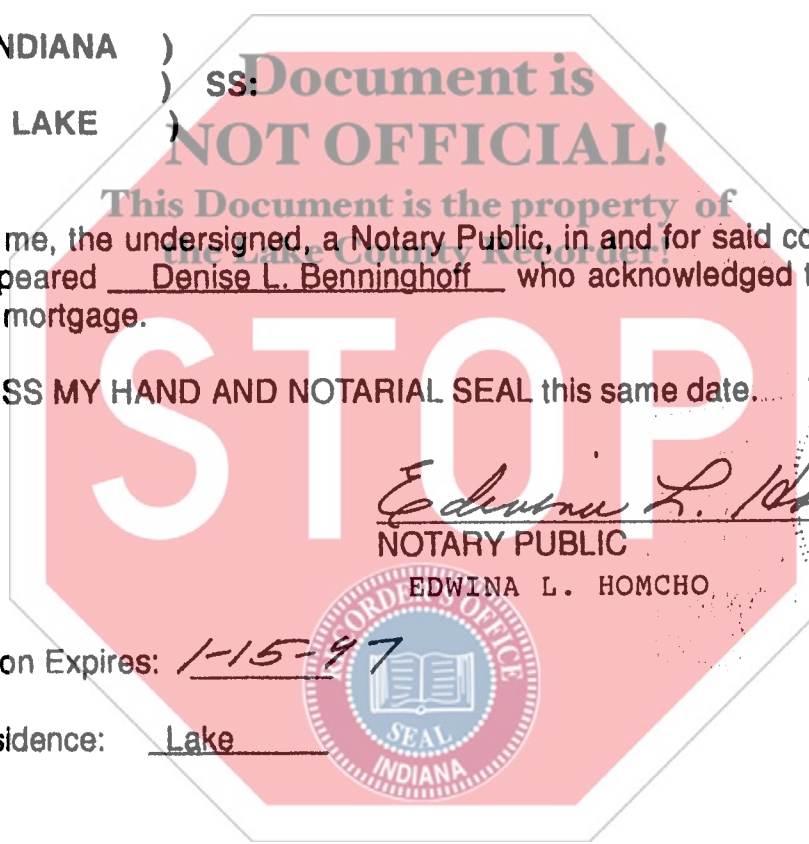 NDIANA )
) SS:
LAKE )
Document is
NOT OFFICIAL!
This Document is the property of
the Lake County Recorder!
me, the undersigned, a Notary Public, in and for said co
peared Denise L. Benninghoff who acknowledged t
mortgage.
SS MY HAND AND NOTARIAL SEAL this same date.
STOP
Edwina L. Ho
NOTARY PUBLIC
EDWINA L. HOMCHO
on Expires: 1-15-97
sidence: Lake
RECORDER'S OFFICE
SEAL
INDIANA